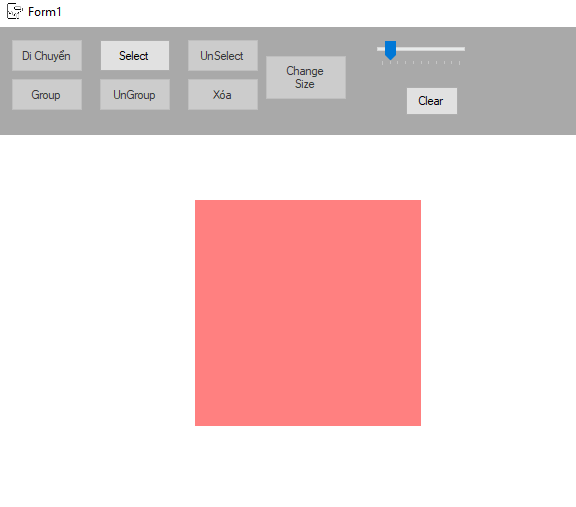 Form1
Di Chuyển
Select
UnSelect
Change
Size
Group
UnGroup
Xóa
Clear